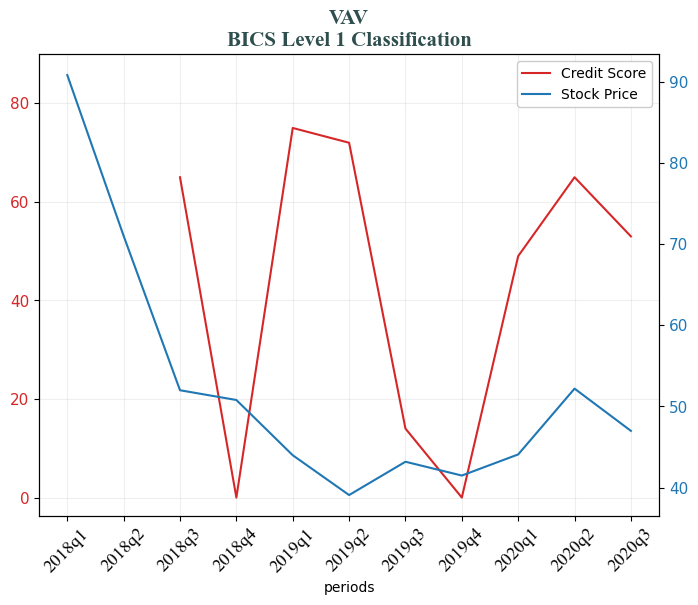 VAV
BICS Level 1 Classification
Credit Score
Stock Price
80
60
40
20
0
90
80
70
60
50
40
2018q1
2018q2
2018q3
2018q4
2019q1
2019q2
2019q3
2019q4
2020q1
2020q2
2020q3
periods